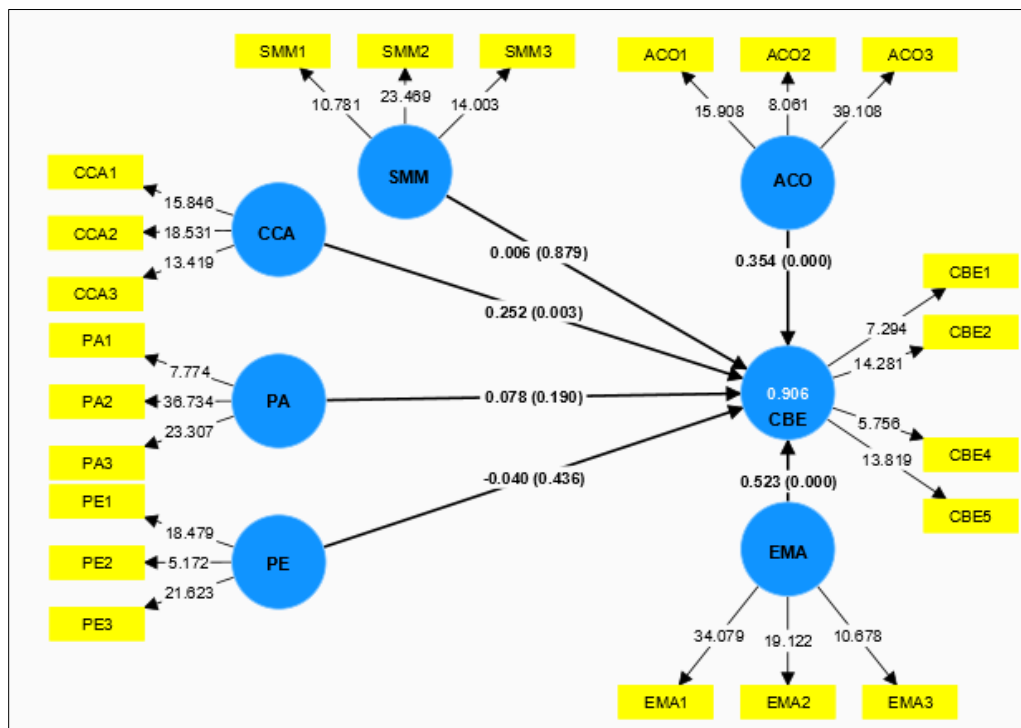 SMM1
SMM2
SMM3
10.781
23.469
14.003
SMM
ACO1
ACO2
ACO3
15.908
8.061
39.108
ACO
CCA1
CCA2
CCA3
15.846
18.531
13.419
CCA
0.006 (0.879)
0.354 (0.000)
0.252 (0.003)
PA1
PA2
PA3
7.774
36.734
23.307
PA
0.078 (0.190)
0.906
CBE
CBE1
CBE2
CBE4
CBE5
7.294
14.281
5.756
13.819
-0.040 (0.436)
0.523 (0.000)
PE1
PE2
PE3
18.479
5.172
21.623
PE
EMA
34.079
19.122
10.678
EMA1
EMA2
EMA3